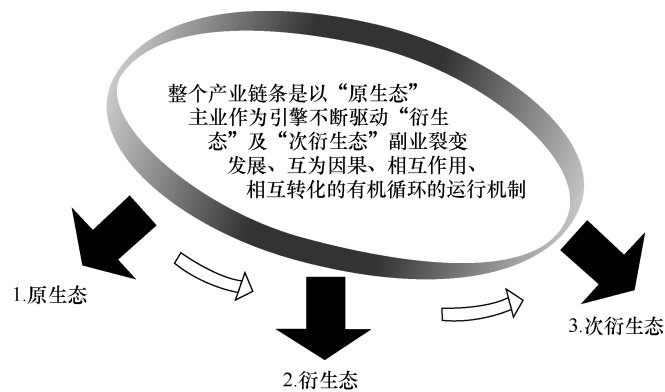 整个产业链条是以“原生态”
主业作为引擎不断驱动“衍生
态”及“次衍生态”副业裂变
发展、互为因果、相互作用、
相互转化的有机循环的运行机制
1.原生态
3.次衍生态
2.衍生态